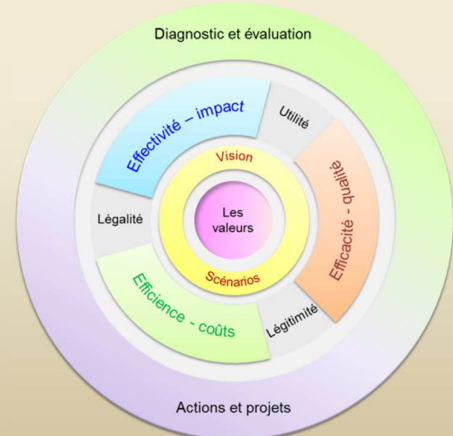 Diagnostic et évaluation
Effectivité – impact
Utilité
Vision
Légalité
Les
valeurs
Efficacité - qualité
Scénarios
Efficience - coûts
Légitimité
Actions et projets